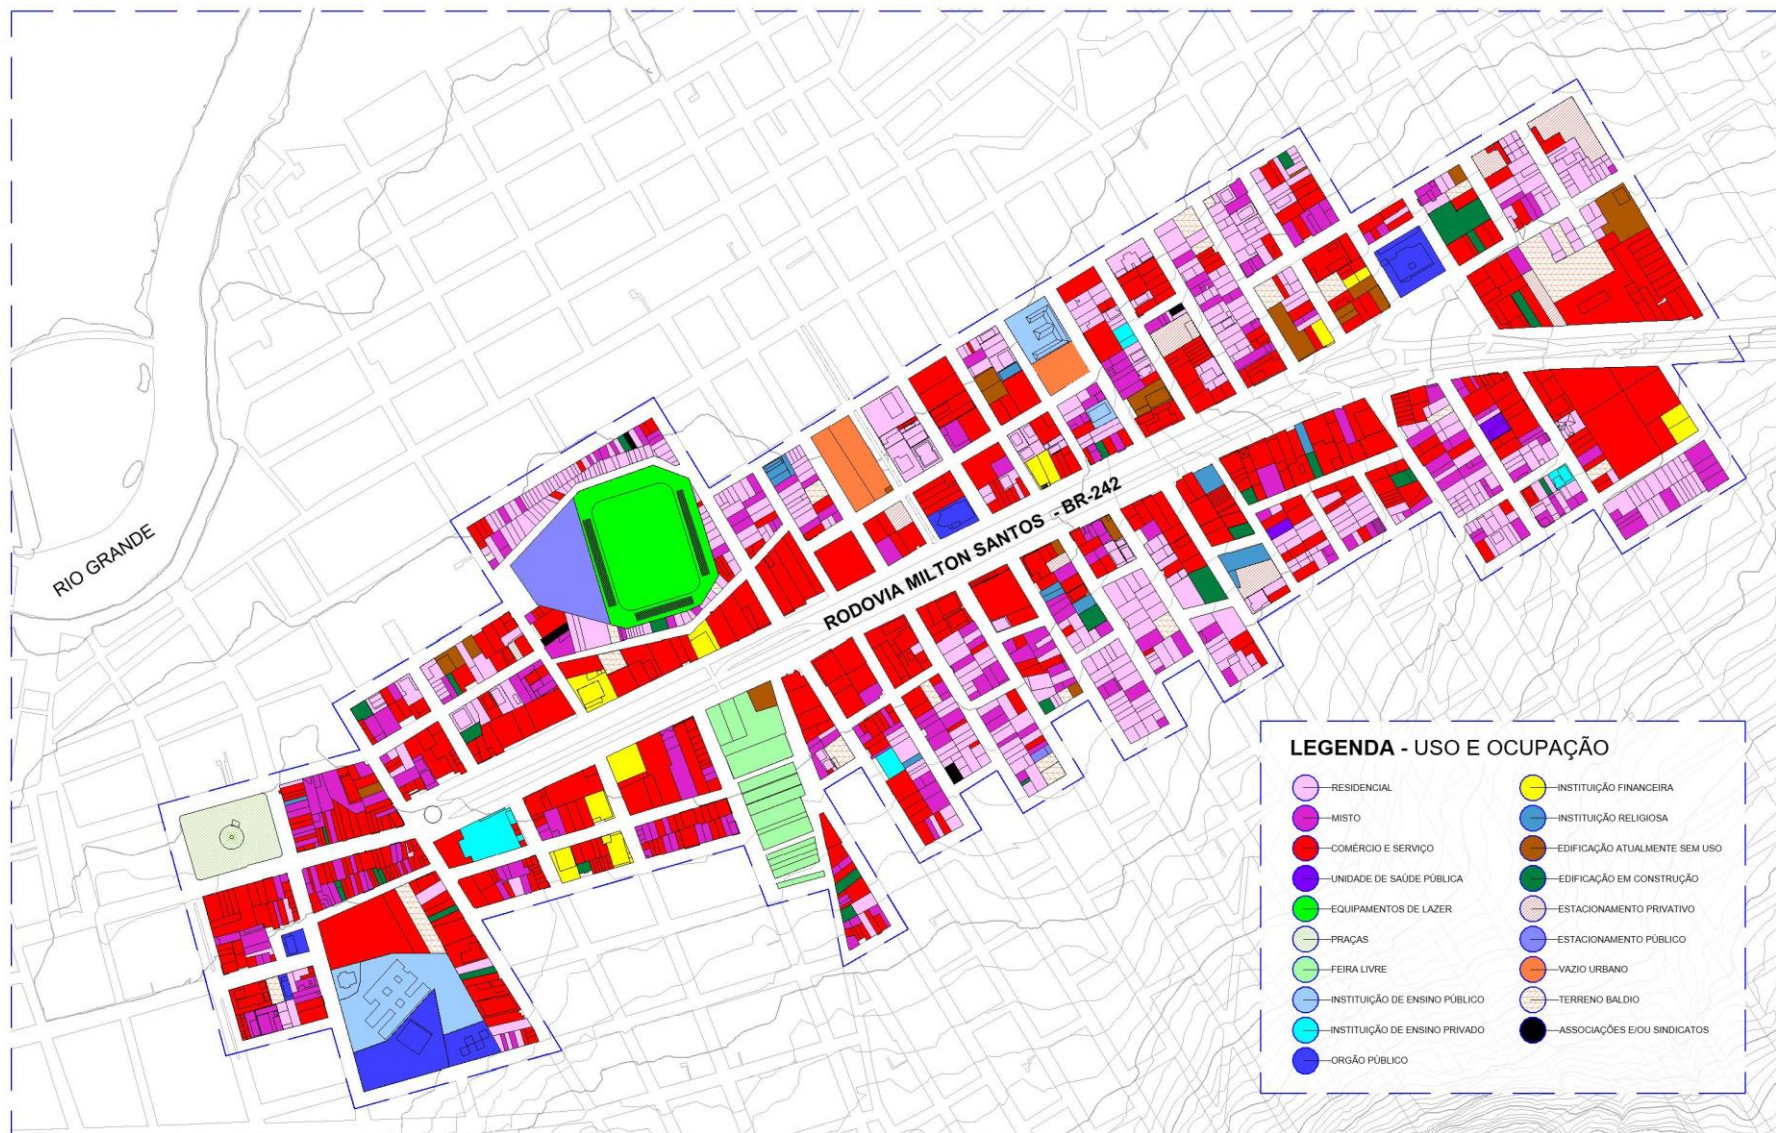 RIO GRANDE
RODOVIA MILTON SANTOS - BR-242
LEGENDA - USO E OCUPAÇÃO
RESIDENCIAL
MISTO
COMÉRCIO E SERVIÇO
UNIDADE DE SAÚDE PÚBLICA
EQUIPAMENTOS DE LAZER
PRAÇAS
FEIRA LIVRE
INSTITUIÇÃO DE ENSINO PÚBLICO
INSTITUIÇÃO DE ENSINO PRIVADO
ORGÃO PÚBLICO
INSTITUIÇÃO FINANCEIRA
INSTITUIÇÃO RELIGIOSA
EDIFICAÇÃO ATUALMENTE SEM USO
EDIFICAÇÃO EM CONSTRUÇÃO
ESTACIONAMENTO PRIVATIVO
ESTACIONAMENTO PÚBLICO
VAZIO URBANO
TERRENO BALDIO
ASSOCIAÇÕES E/OU SINDICATOS